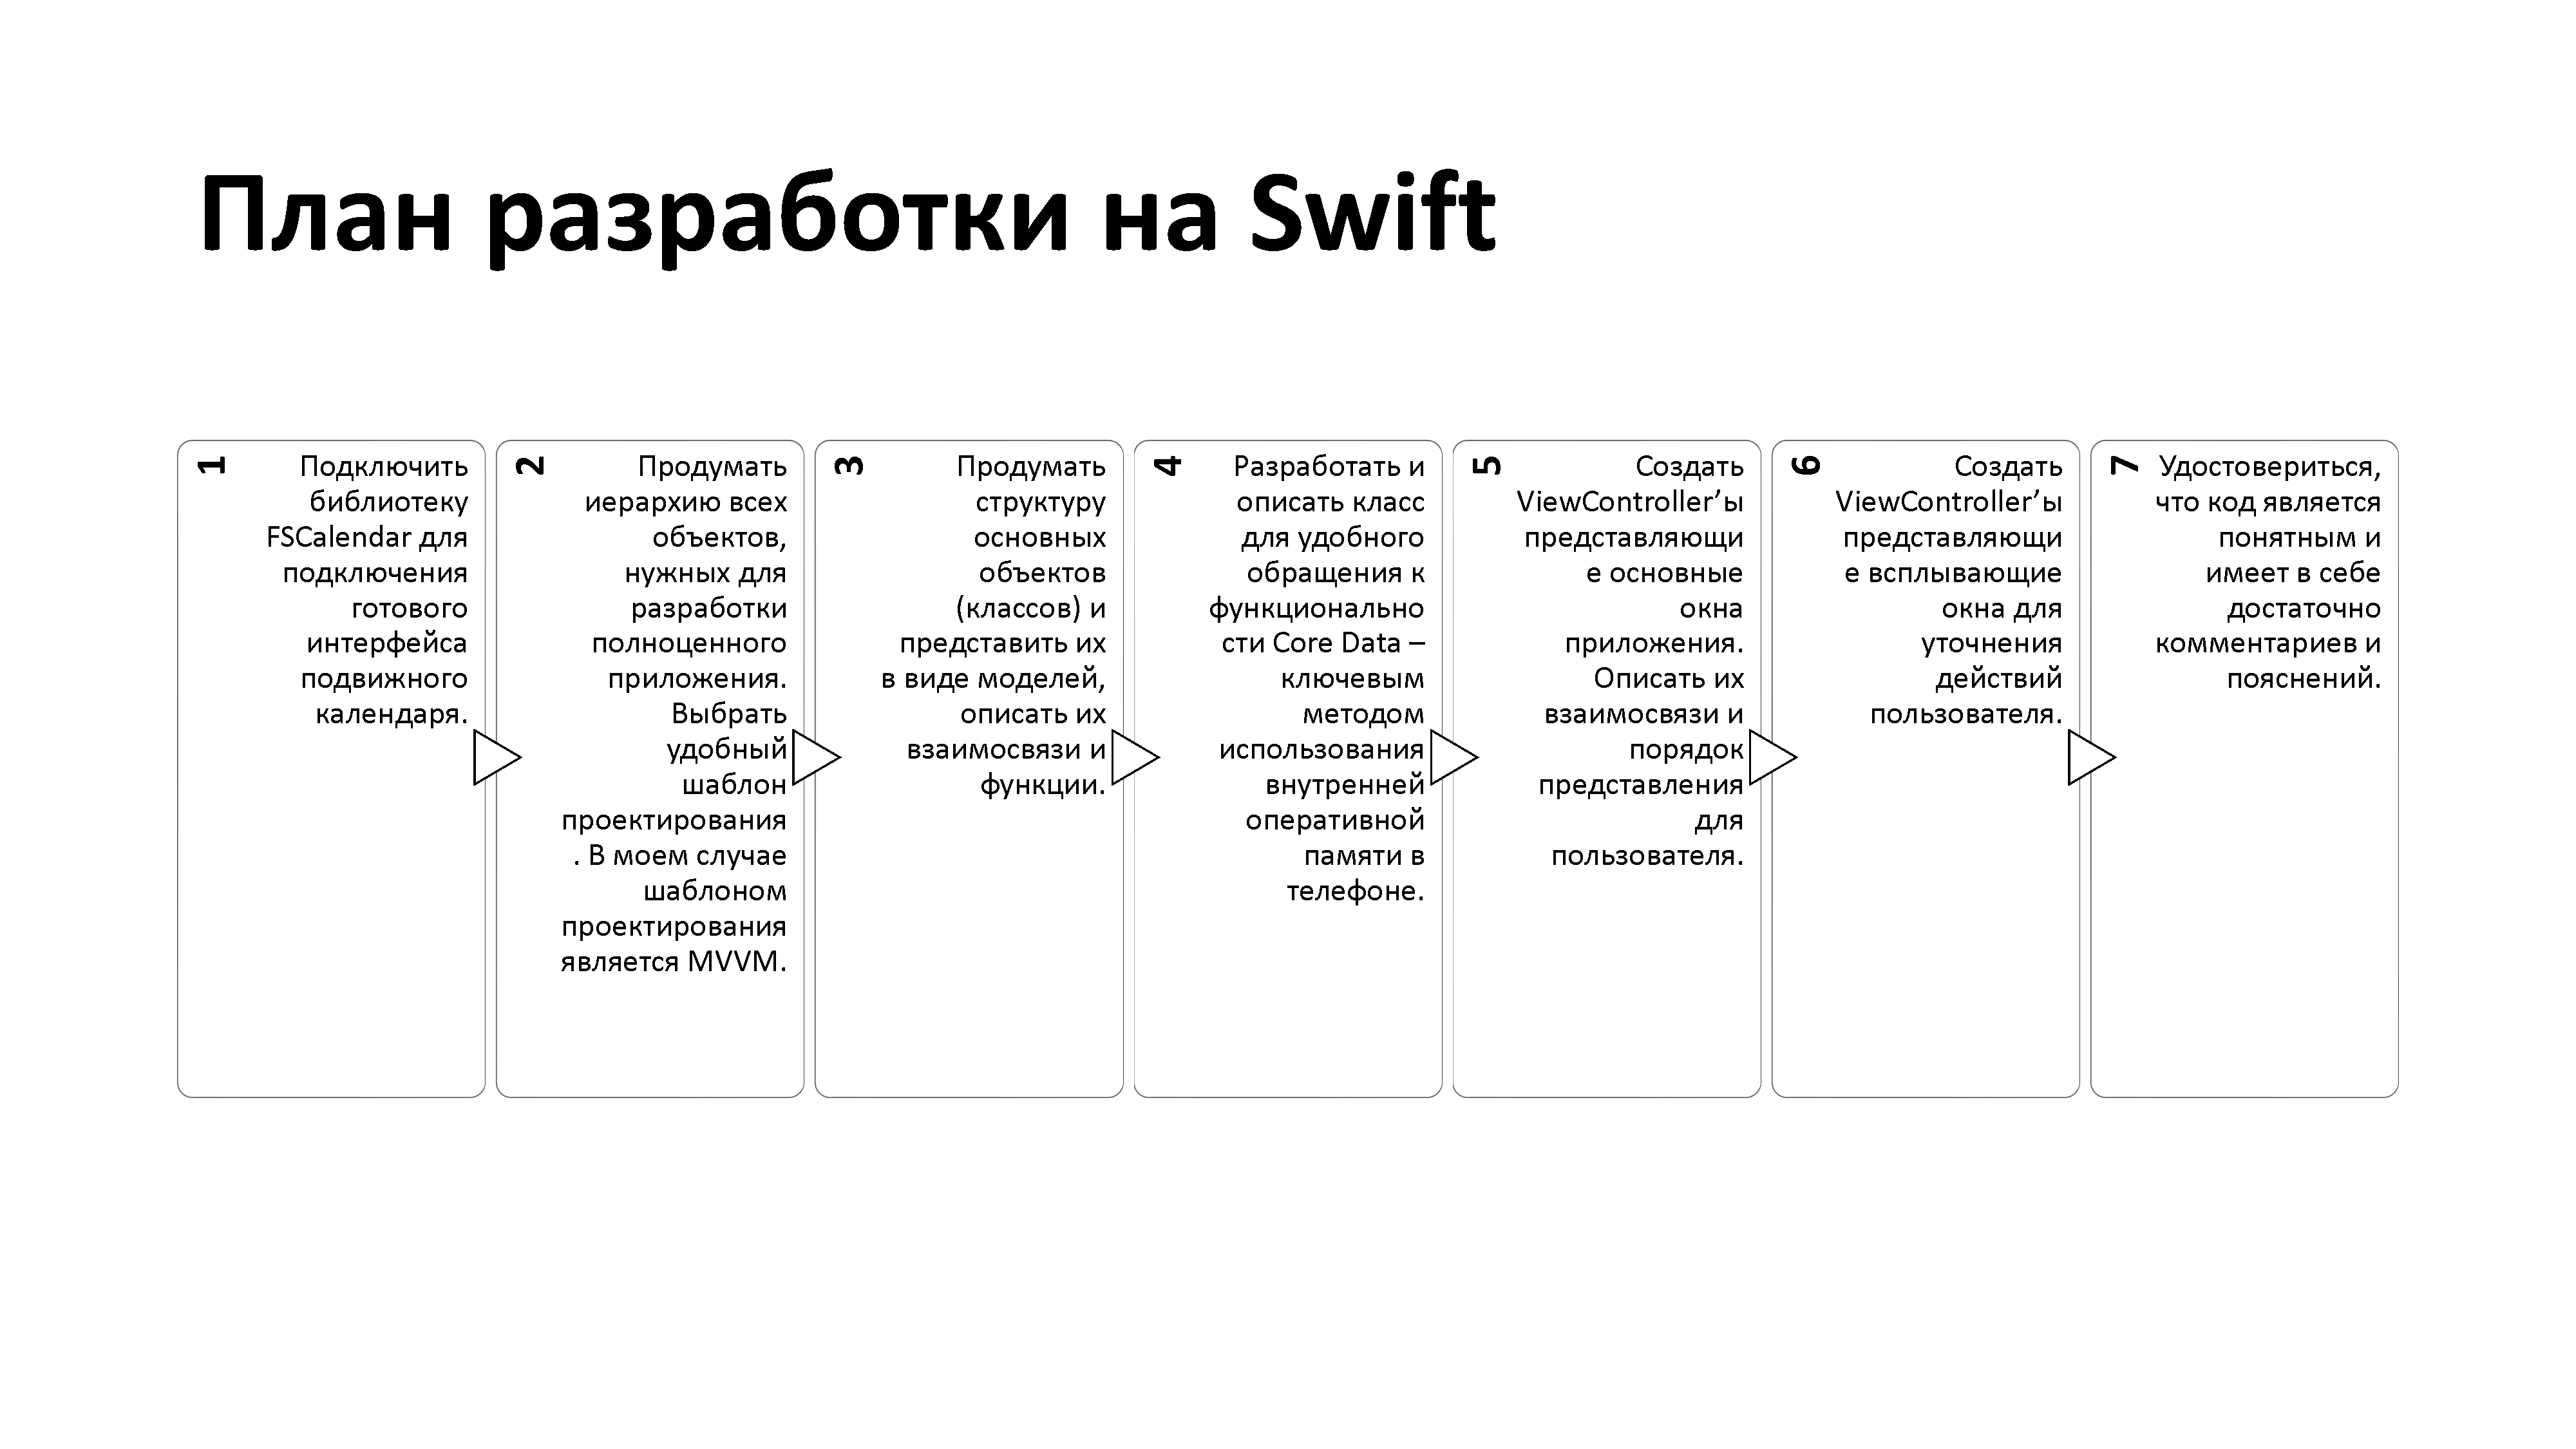 План разработки на Swift
1
Подключить
библиотеку
FSCalendar для
подключения
готового
интерфейса
подвижного
календаря.
2
Продумать
иерархию всех
объектов,
нужных для
разработки
полноценного
приложения.
Выбрать
удобный
шаблон
проектирования
. В моем случае
шаблоном
проектирования
является MVVM.
3
Продумать
структуру
основных
объектов
(классов) и
представить их
в виде моделей,
описать их
взаимосвязи и
функции.
4
Разработать и
описать класс
для удобного
обращения к
функционально
сти Core Data –
ключевым
методом
использования
внутренней
оперативной
памяти в
телефоне.
5
Создать
ViewController’ы
представляющи
е основные
окна
приложения.
Описать их
взаимосвязи и
порядок
представления
для
пользователя.
6
Создать
ViewController’ы
представляющи
е всплывающие
окна для
уточнения
действий
пользователя.
7
Удостовериться,
что код является
понятным и
имеет в себе
достаточно
комментариев и
пояснений.